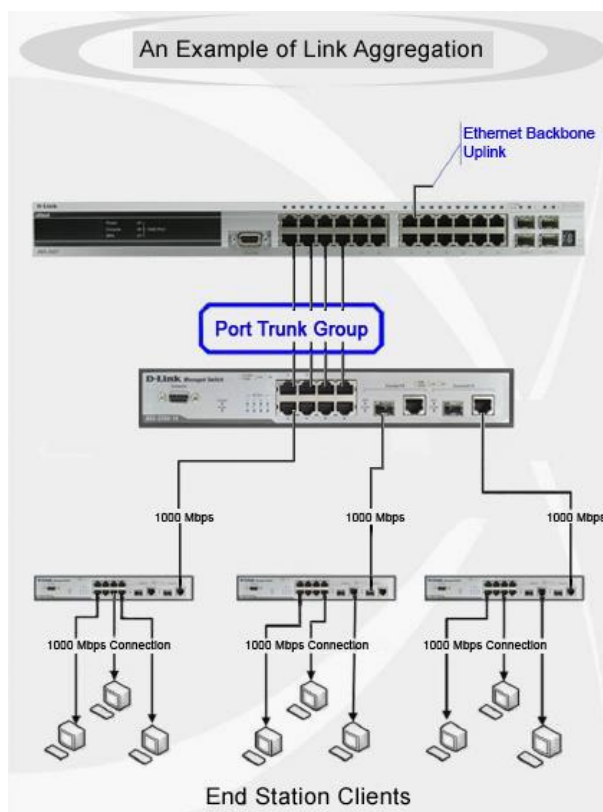 An Example of Link Aggregation
Ethernet Backbone
Uplink
D-Link
Port Trunk Group
D-Link
1000 Mbps
1000 Mbps
1000 Mbps
1000 Mbps Connection
1000 Mbps Connection
1000 Mbps Connection
End Station Clients